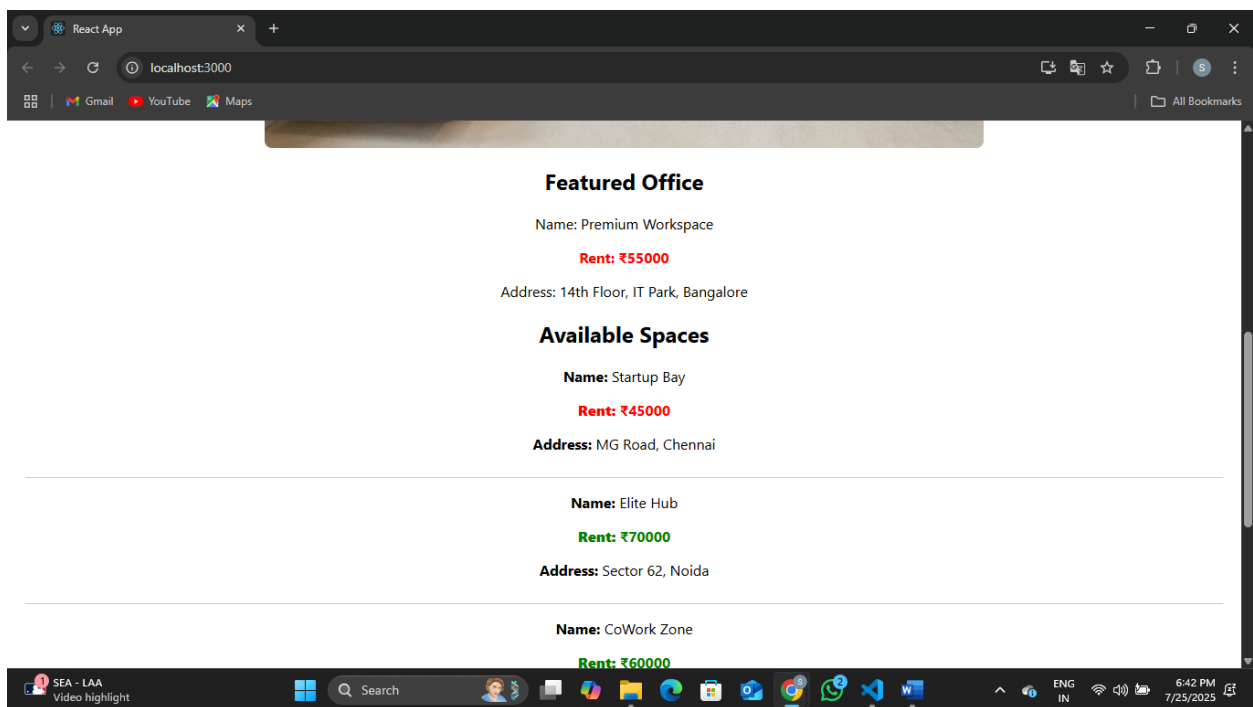 React App
localhost:3000
S
Gmail YouTube Maps All Bookmarks
Featured Office
Name: Premium Workspace
Rent: ₹55000
Address: 14th Floor, IT Park, Bangalore
Available Spaces
Name: Startup Bay
Rent: ₹45000
Address: MG Road, Chennai
Name: Elite Hub
Rent: ₹70000
Address: Sector 62, Noida
Name: CoWork Zone
Rent: ₹60000
1
SEA - LAA
Video highlight
Search
S
2
ENG
IN
6:42 PM
7/25/2025